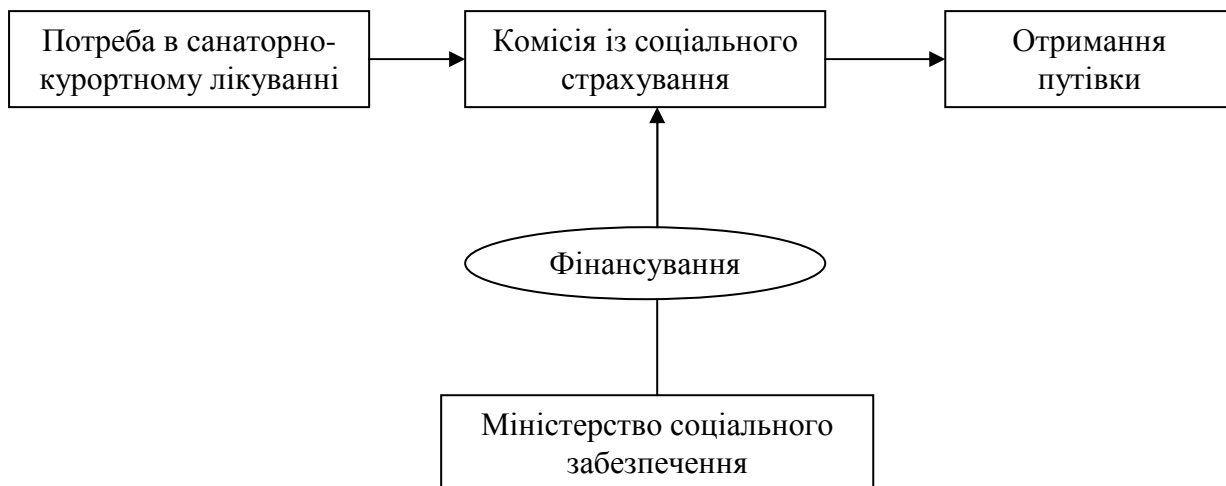 Потреба в санаторно-
курортному лікуванні
Комісія із соціального
страхування
Отримання
путівки
Фінансування
Міністерство соціального
забезпечення